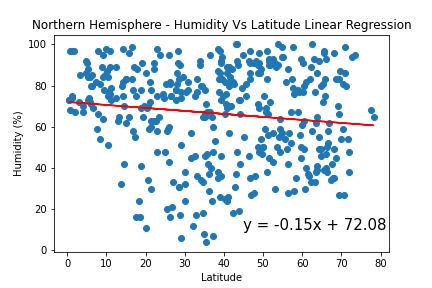 Northern Hemisphere - Humidity Vs Latitude Linear Regression
100
80
60
40
20
0
Humidity (%)
y = -0.15x + 72.08
0 10 20 30 40 50 60 70 80
Latitude